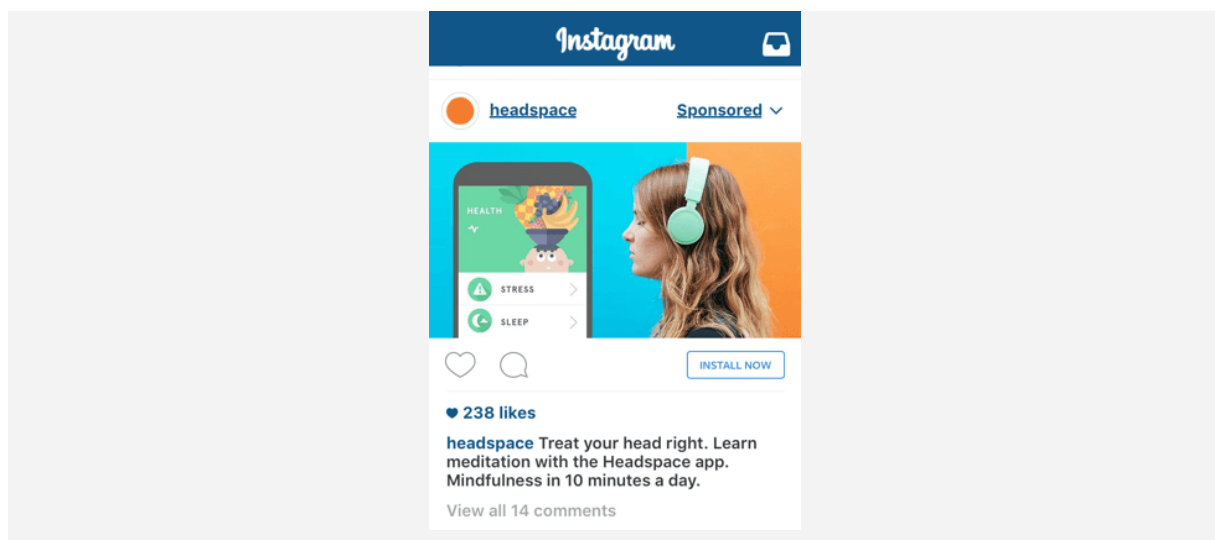 Instagram
headspace Sponsored
HEALTH
STRESS
SLEEP
INSTALL NOW
238 likes
headspace Treat your head right. Learn
meditation with the Headspace app.
Mindfulness in 10 minutes a day.
View all 14 comments